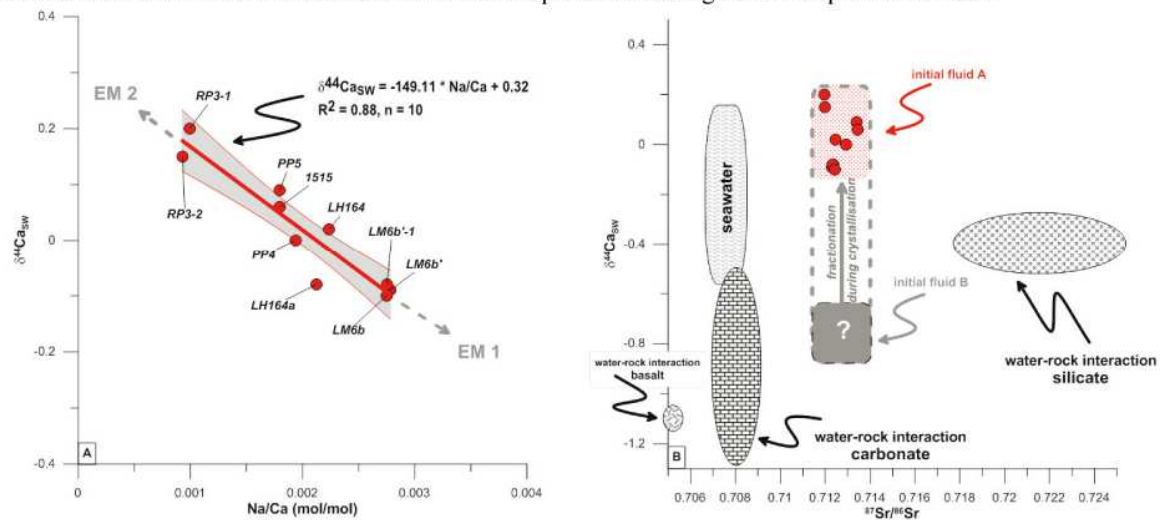 0.4
0.2
0
-0.2
-0.4
δ44CaSW
0
0.001
0.002
0.003
0.004
Na/Ca (mol/mol)
EM 2
RP3-1
δ44CaSW = -149.11 * Na/Ca + 0.32
R2 = 0.88, n = 10
PP5
1515
LH164
RP3-2
LM6b'-1
LM6b'
PP4
LH164a
LM6b
EM 1
A
0.4
0
-0.4
-0.8
-1.2
δ44CaSW
initial fluid A
seawater
fractionation
during crystallisation
initial fluid B
?
water-rock interaction
silicate
water-rock interaction
basalt
water-rock interaction
carbonate
B
0.706
0.708
0.71
0.712
0.714
0.716
0.718
0.72
0.722
0.724
87Sr/86Sr